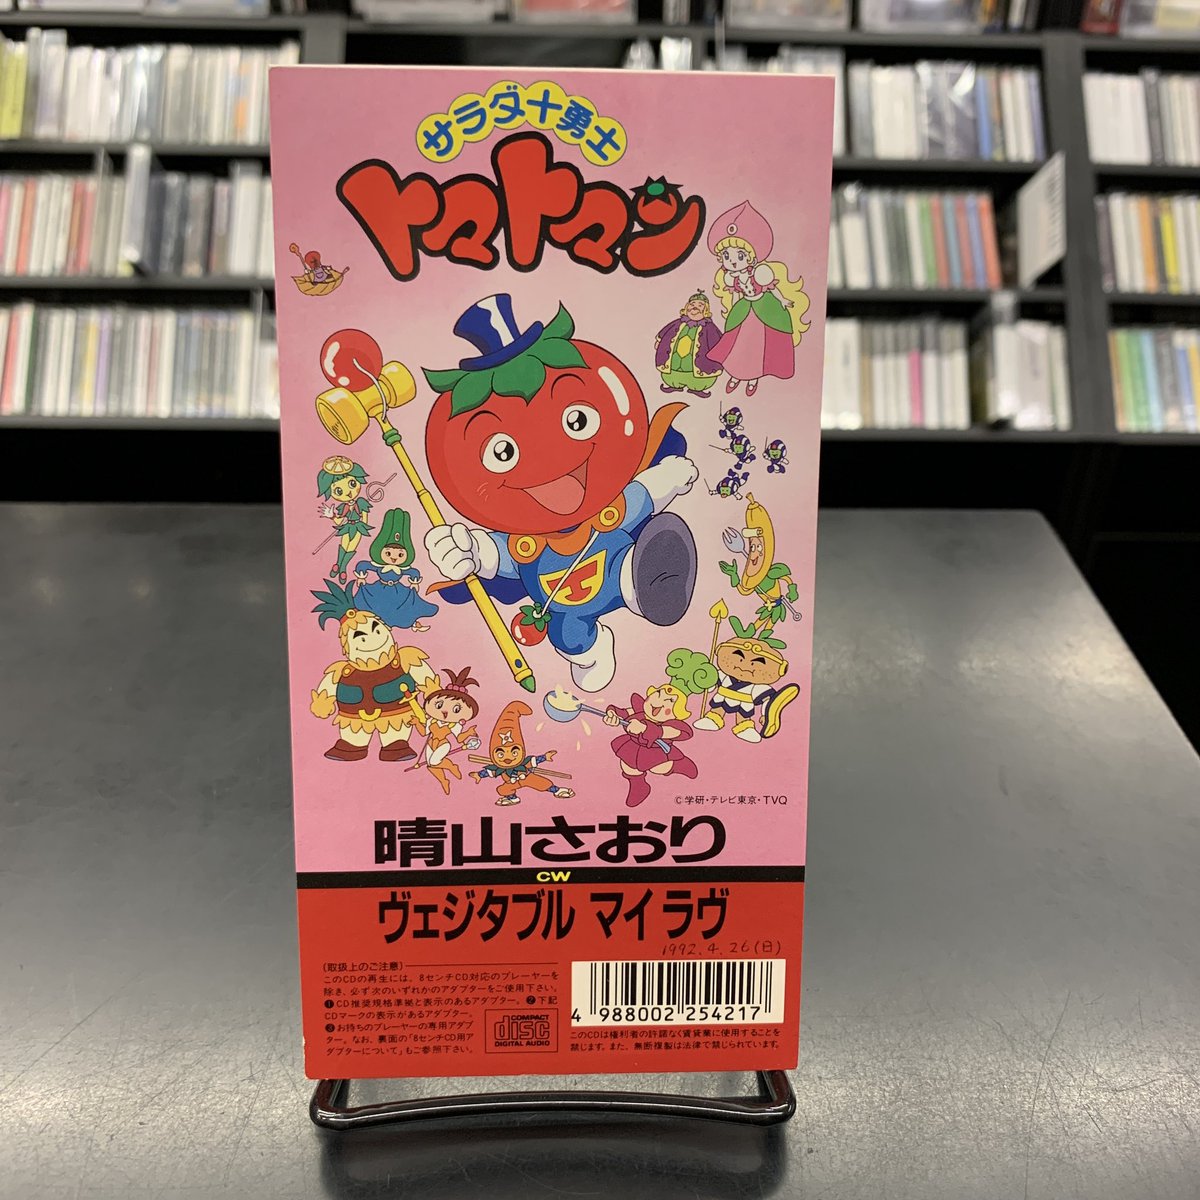 サラダ十勇士
トマトマン
©学研・テレビ東京・TVQ
晴山さおり
CW
ヴェジタブル マイ ラヴ
1992.4.26(日)
(取扱上のご注意)
このCDの再生には、8センチCD対応のプレーヤーを
除き、必ず次のいずれかのアダプターをご使用下さい。
❶CD推奨規格準拠と表示のあるアダプター。❷下記
CDマークの表示があるアダプター。
❸お持ちのプレーヤーの専用アダプ
ター。なお、裏面の「8センチCD用ア
ダプターについて」もご参照下さい。
COMPACT
disc
DIGITAL AUDIO
4 988002 254217
このCDは権利者の許諾なく賃貸業に使用することを
禁じます。また、無断複製は法律で禁じられています。